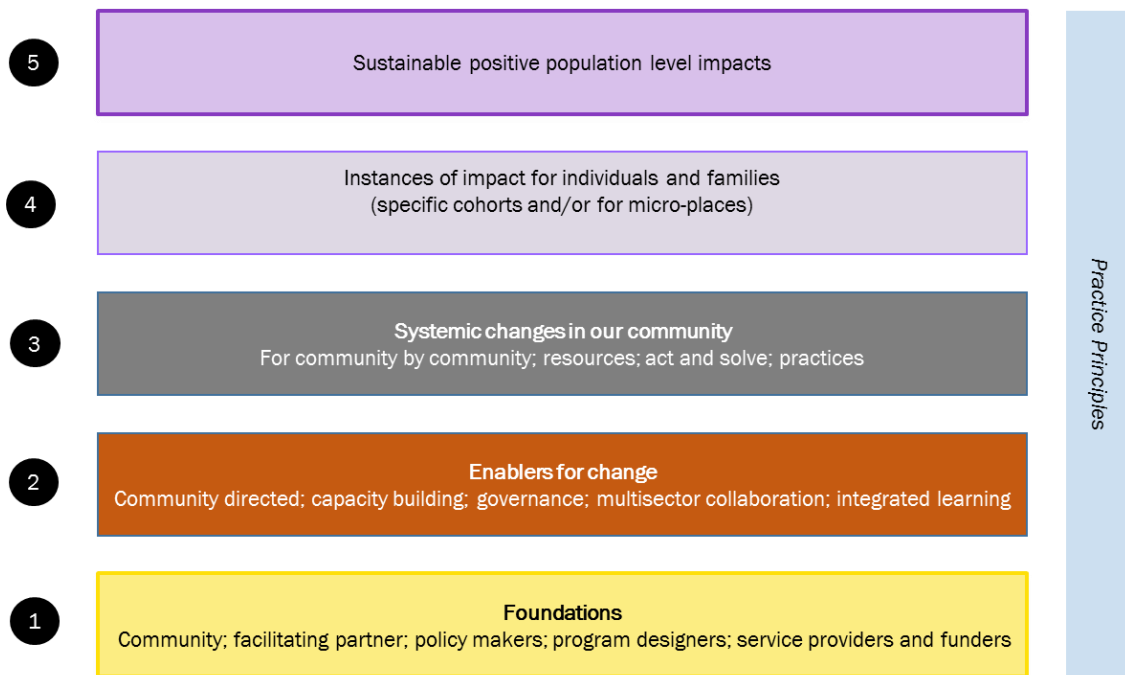 5
Sustainable positive population level impacts
4
Instances of impact for individuals and families
(specific cohorts and/or for micro-places)
3
Systemic changes in our community
For community by community; resources; act and solve; practices
2
Enablers for change
Community directed; capacity building; governance; multisector collaboration; integrated learning
1
Foundations
Community; facilitating partner; policy makers; program designers; service providers and funders
Practice Principles